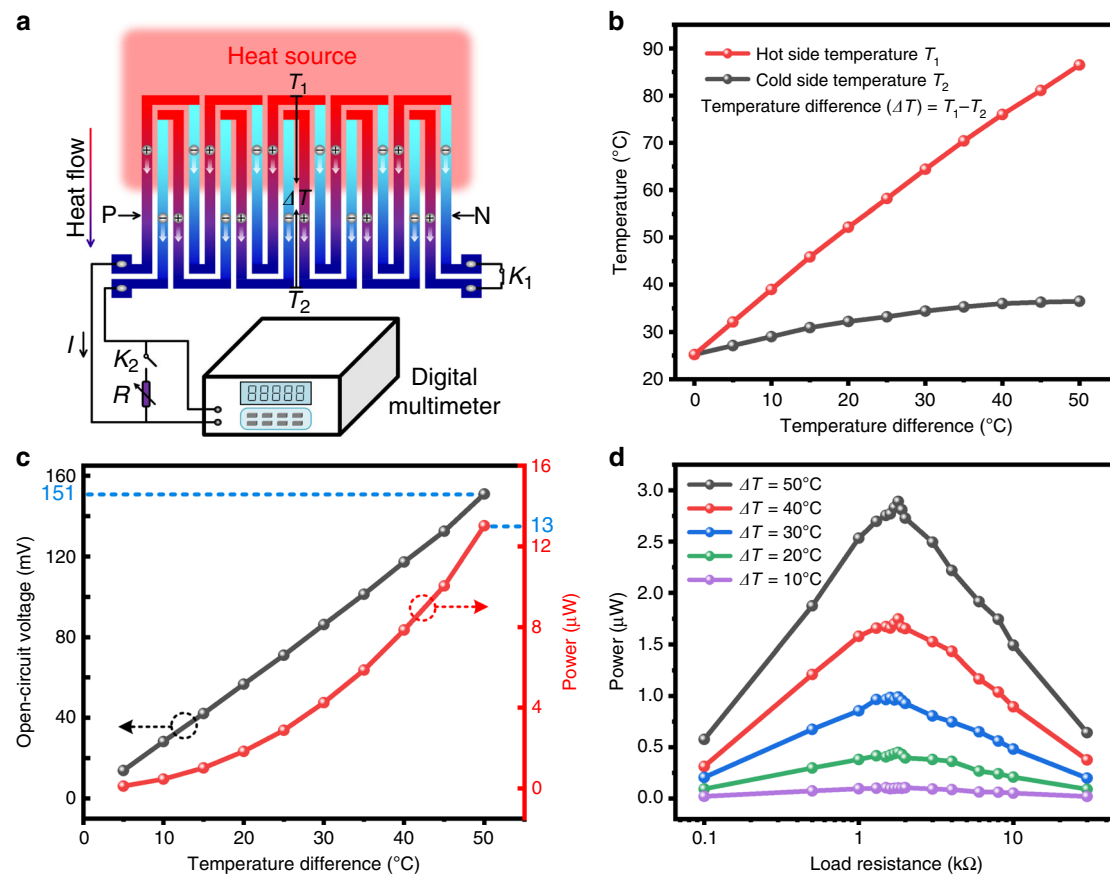 a
Heat source
T1
Heat flow
ΔT
P
N
K1
T2
I
K2
R
88888
Digital
multimeter
b
90
80
70
60
50
40
30
20
Temperature (°C)
Hot side temperature T1
Cold side temperature T2
Temperature difference (ΔT) = T1–T2
0 10 20 30 40 50
Temperature difference (°C)
c
160
151
120
80
40
0
Open-circuit voltage (mV)
16
13
12
8
4
0
Power (µW)
0 10 20 30 40 50
Temperature difference (°C)
d
3.0
2.5
2.0
1.5
1.0
0.5
0.0
Power (µW)
ΔT = 50°C
ΔT = 40°C
ΔT = 30°C
ΔT = 20°C
ΔT = 10°C
0.1 1 10
Load resistance (kΩ)